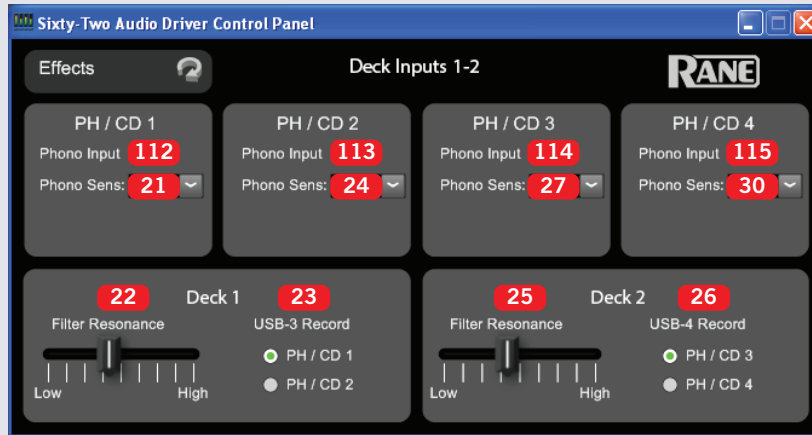 Sixty-Two Audio Driver Control Panel
Effects
Deck Inputs 1-2
RANE
PH / CD 1
Phono Input 112
Phono Sens: 21
PH / CD 2
Phono Input 113
Phono Sens: 24
PH / CD 3
Phono Input 114
Phono Sens: 27
PH / CD 4
Phono Input 115
Phono Sens: 30
22 Deck 1 23
Filter Resonance USB-3 Record
PH / CD 1
PH / CD 2
Low High
25 Deck 2 26
Filter Resonance USB-4 Record
PH / CD 3
PH / CD 4
Low High